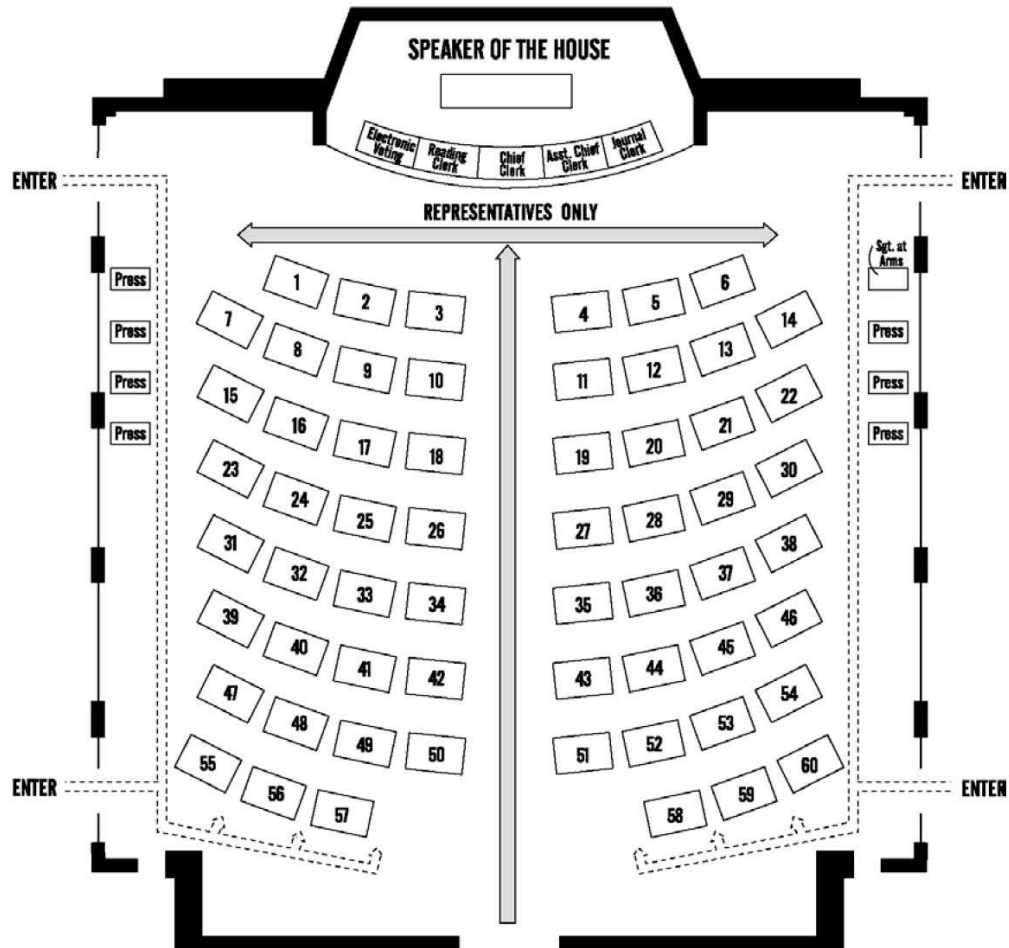 SPEAKER OF THE HOUSE
Electronic
Voting
Reading
Clerk
Chief
Clerk
Asst. Chief
Clerk
Journal
Clerk
ENTER
ENTER
REPRESENTATIVES ONLY
Sgt. at
Arms
Press
1 2 3 4 5 6
Press Press
7 8 9 10 11 12 13 14
Press Press
15 16 17 18 19 20 21 22
Press Press
23 24 25 26 27 28 29 30
31 32 33 34 35 36 37 38
39 40 41 42 43 44 45 46
47 48 49 50 51 52 53 54
55 56 57 58 59 60
ENTER
ENTER